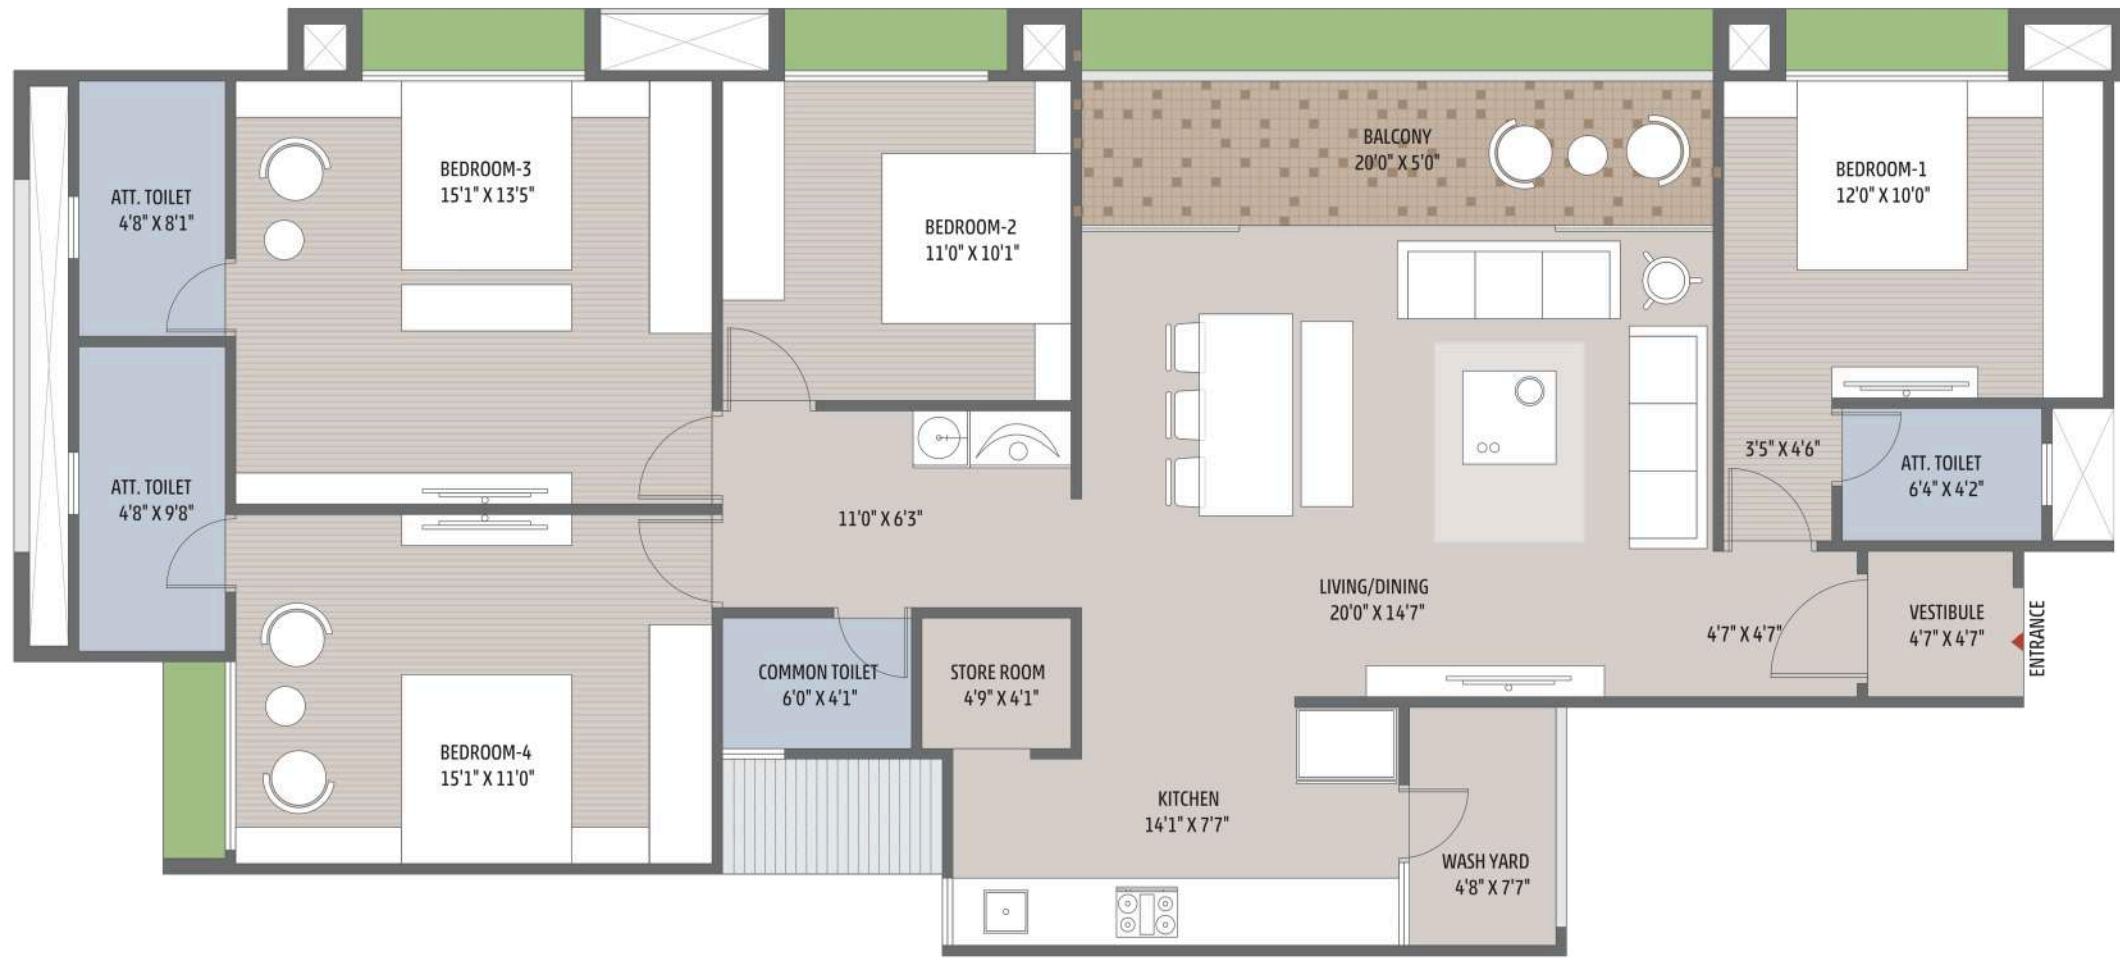 ATT. TOILET
4'8" X 8'1"
BEDROOM-3
15'1" X 13'5"
BEDROOM-2
11'0" X 10'1"
BALCONY
20'0" X 5'0"
BEDROOM-1
12'0" X 10'0"
ATT. TOILET
4'8" X 9'8"
11'0" X 6'3"
3'5" X 4'6"
ATT. TOILET
6'4" X 4'2"
LIVING/DINING
20'0" X 14'7"
4'7" X 4'7"
VESTIBULE
4'7" X 4'7"
ENTRANCE
COMMON TOILET
6'0" X 4'1"
STORE ROOM
4'9" X 4'1"
BEDROOM-4
15'1" X 11'0"
KITCHEN
14'1" X 7'7"
WASH YARD
4'8" X 7'7"